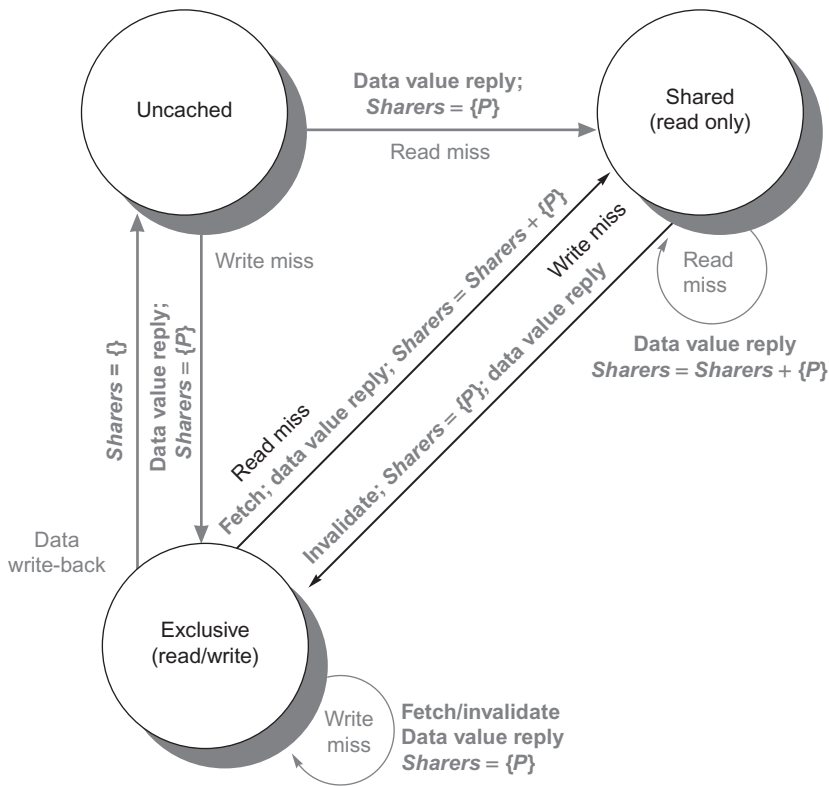 Uncached
Data value reply;
Sharers = {P}
Read miss
Shared
(read only)
Write miss
Sharers = {}
Data value reply;
Sharers = {P}
Read miss
Fetch; data value reply; Sharers = Sharers + {P}
Write miss
Invalidate; Sharers = {P}; data value reply
Read
miss
Data value reply
Sharers = Sharers + {P}
Data
write-back
Exclusive
(read/write)
Write
miss
Fetch/invalidate
Data value reply
Sharers = {P}